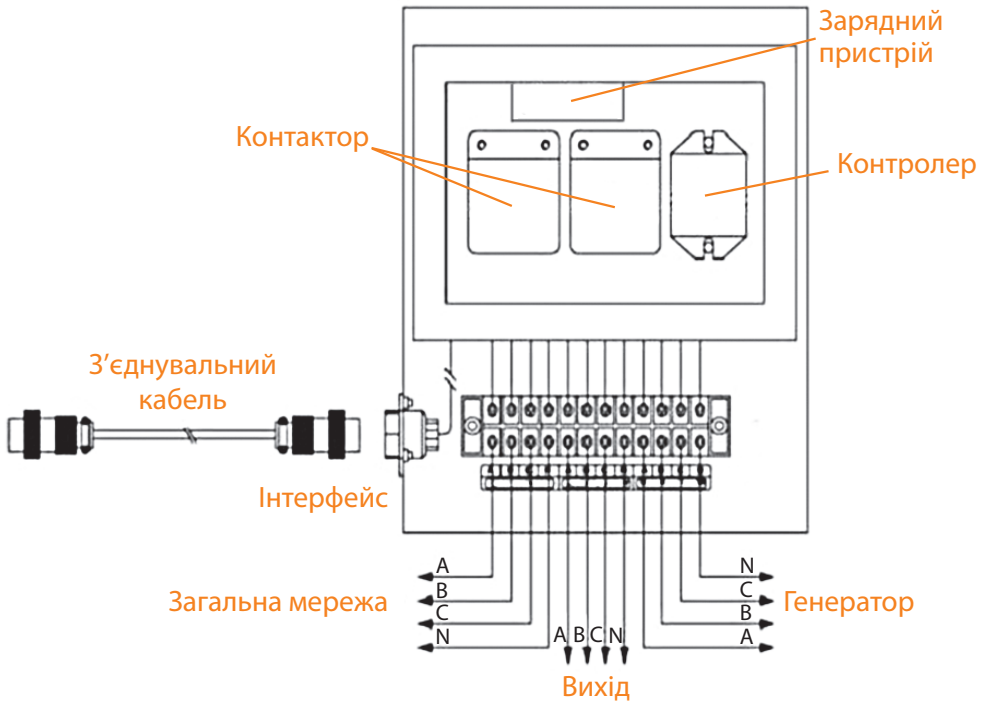 Зарядний
пристрій
Контактор
Контролер
З’єднувальний
кабель
Інтерфейс
A
B
C
N
Загальна мережа
A B C N
Вихід
N
C
B
A
Генератор